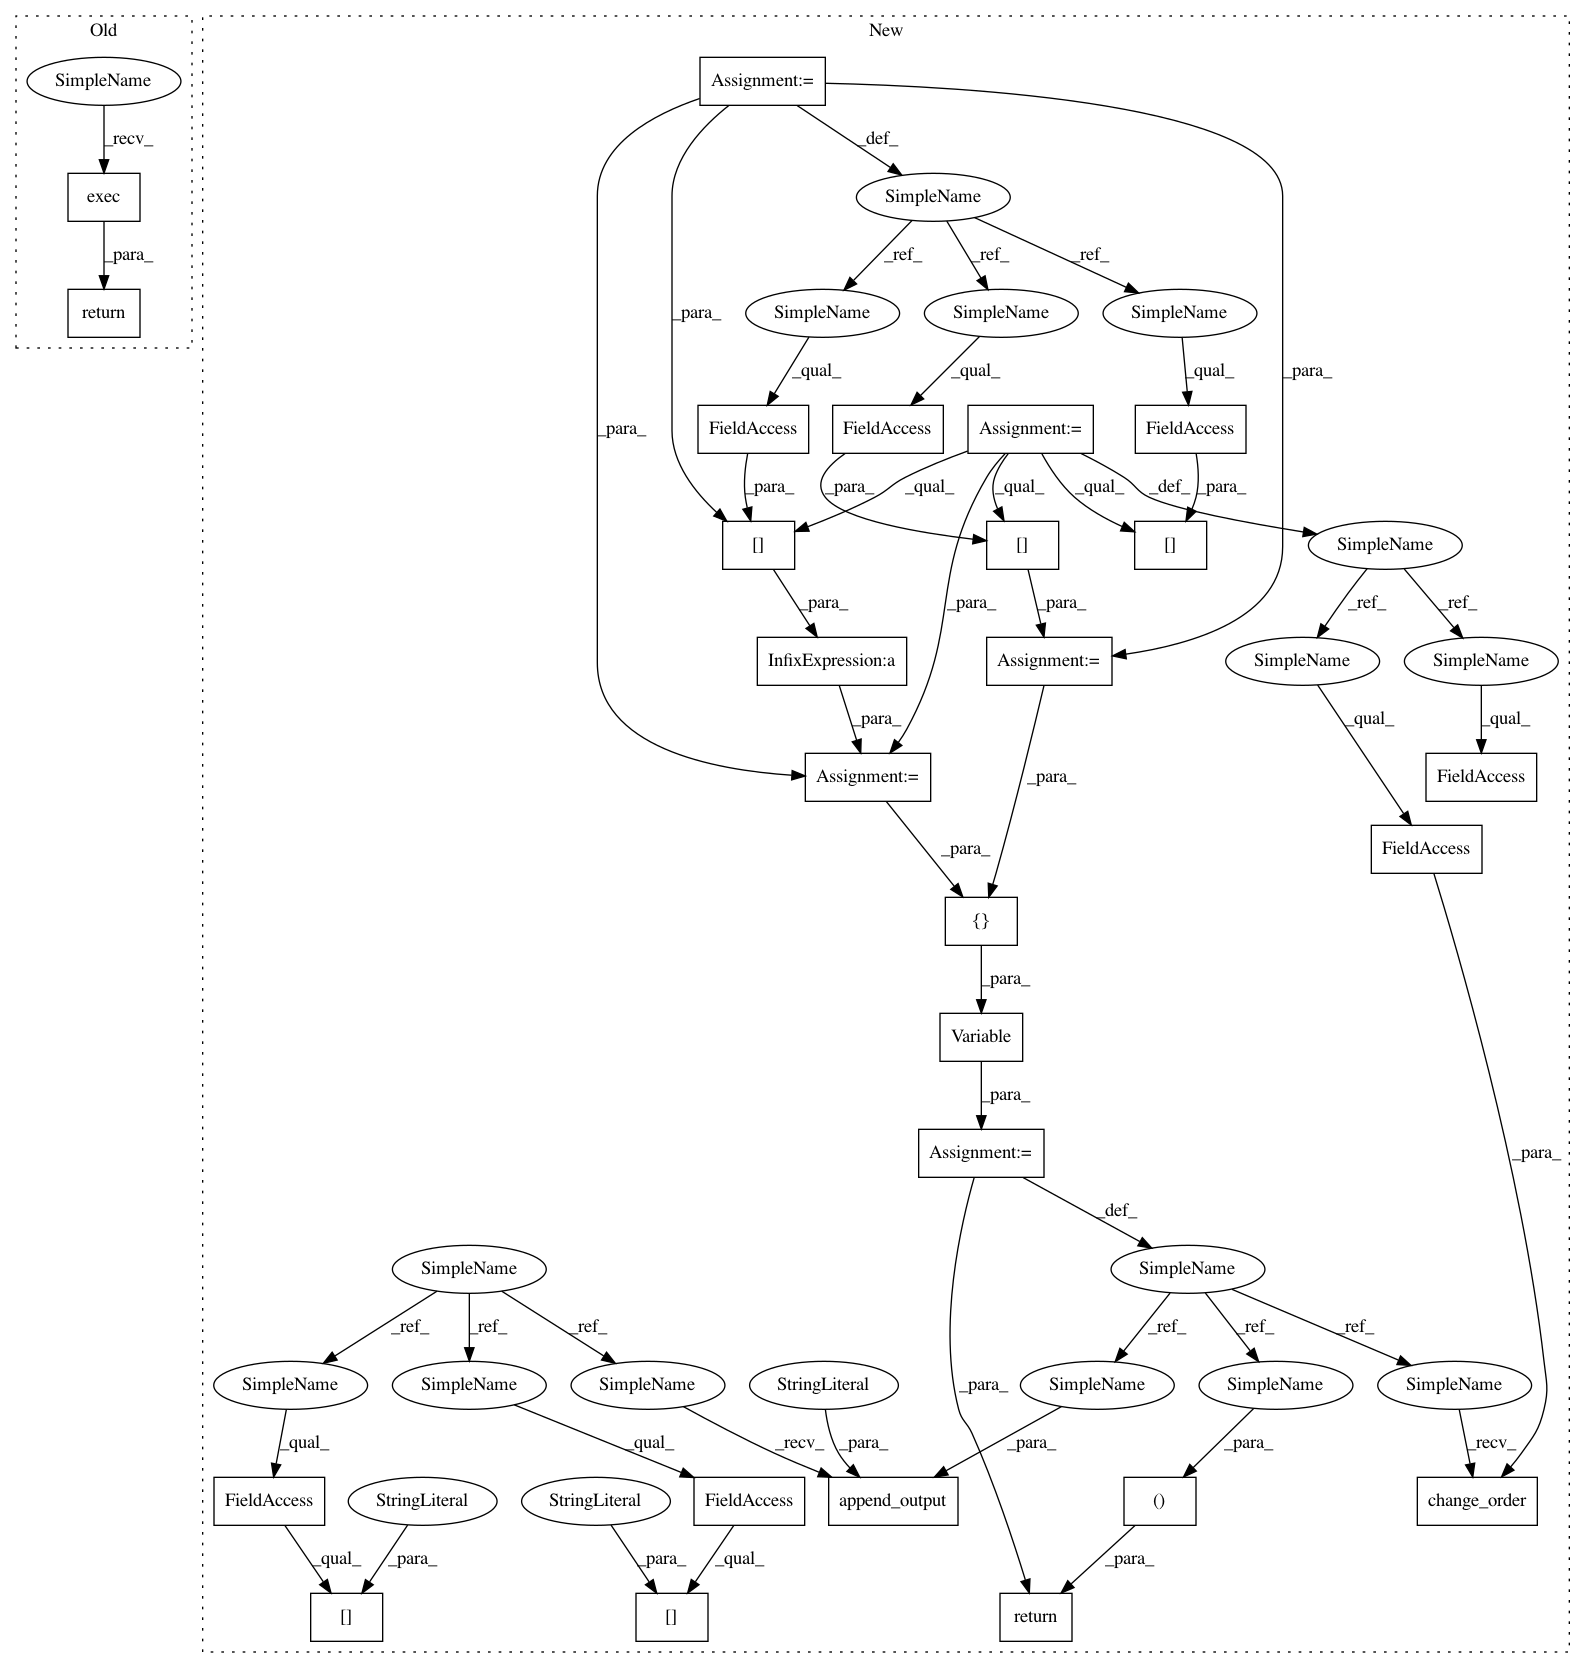 Old
New
SimpleName
Assignment:=
_recv_
_def_
exec
SimpleName
_para_
_ref_
_ref_
_ref_
return
SimpleName
SimpleName
SimpleName
_para_
_qual_
_qual_
_qual_
_para_
_para_
FieldAccess
FieldAccess
Assignment:=
FieldAccess
_para_
_para_
_qual_
_qual_
_qual_
_def_
_para_
[]
[]
[]
SimpleName
_para_
_para_
_para_
_ref_
_ref_
InfixExpression:a
Assignment:=
SimpleName
SimpleName
_para_
_qual_
_qual_
Assignment:=
_para_
FieldAccess
_para_
FieldAccess
{}
_para_
Variable
_para_
Assignment:=
_para_
_def_
SimpleName
SimpleName
_ref_
_ref_
_ref_
_ref_
_ref_
_ref_
SimpleName
SimpleName
SimpleName
StringLiteral
_para_
SimpleName
SimpleName
SimpleName
_qual_
_qual_
_recv_
_para_
_para_
_para_
_recv_
FieldAccess
StringLiteral
StringLiteral
FieldAccess
append_output
()
change_order
_qual_
_para_
_para_
_qual_
_para_
[]
[]
return